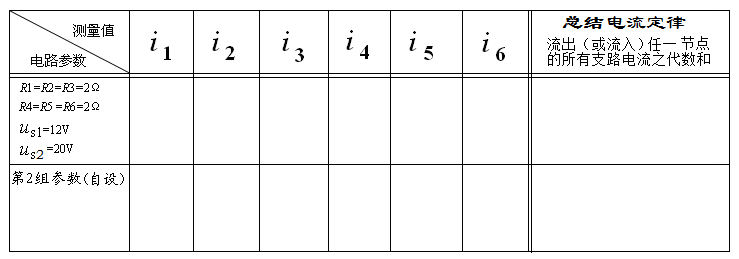 测量值
电路参数
i1 i2 i3 i4 i5 i6
总结电流定律
流出（或流入）任一节点
的所有支路电流之代数和
R1=R2=R3=2Ω
R4=R5=R6=2Ω
us1=12V
us2=20V
第2组参数(自设)